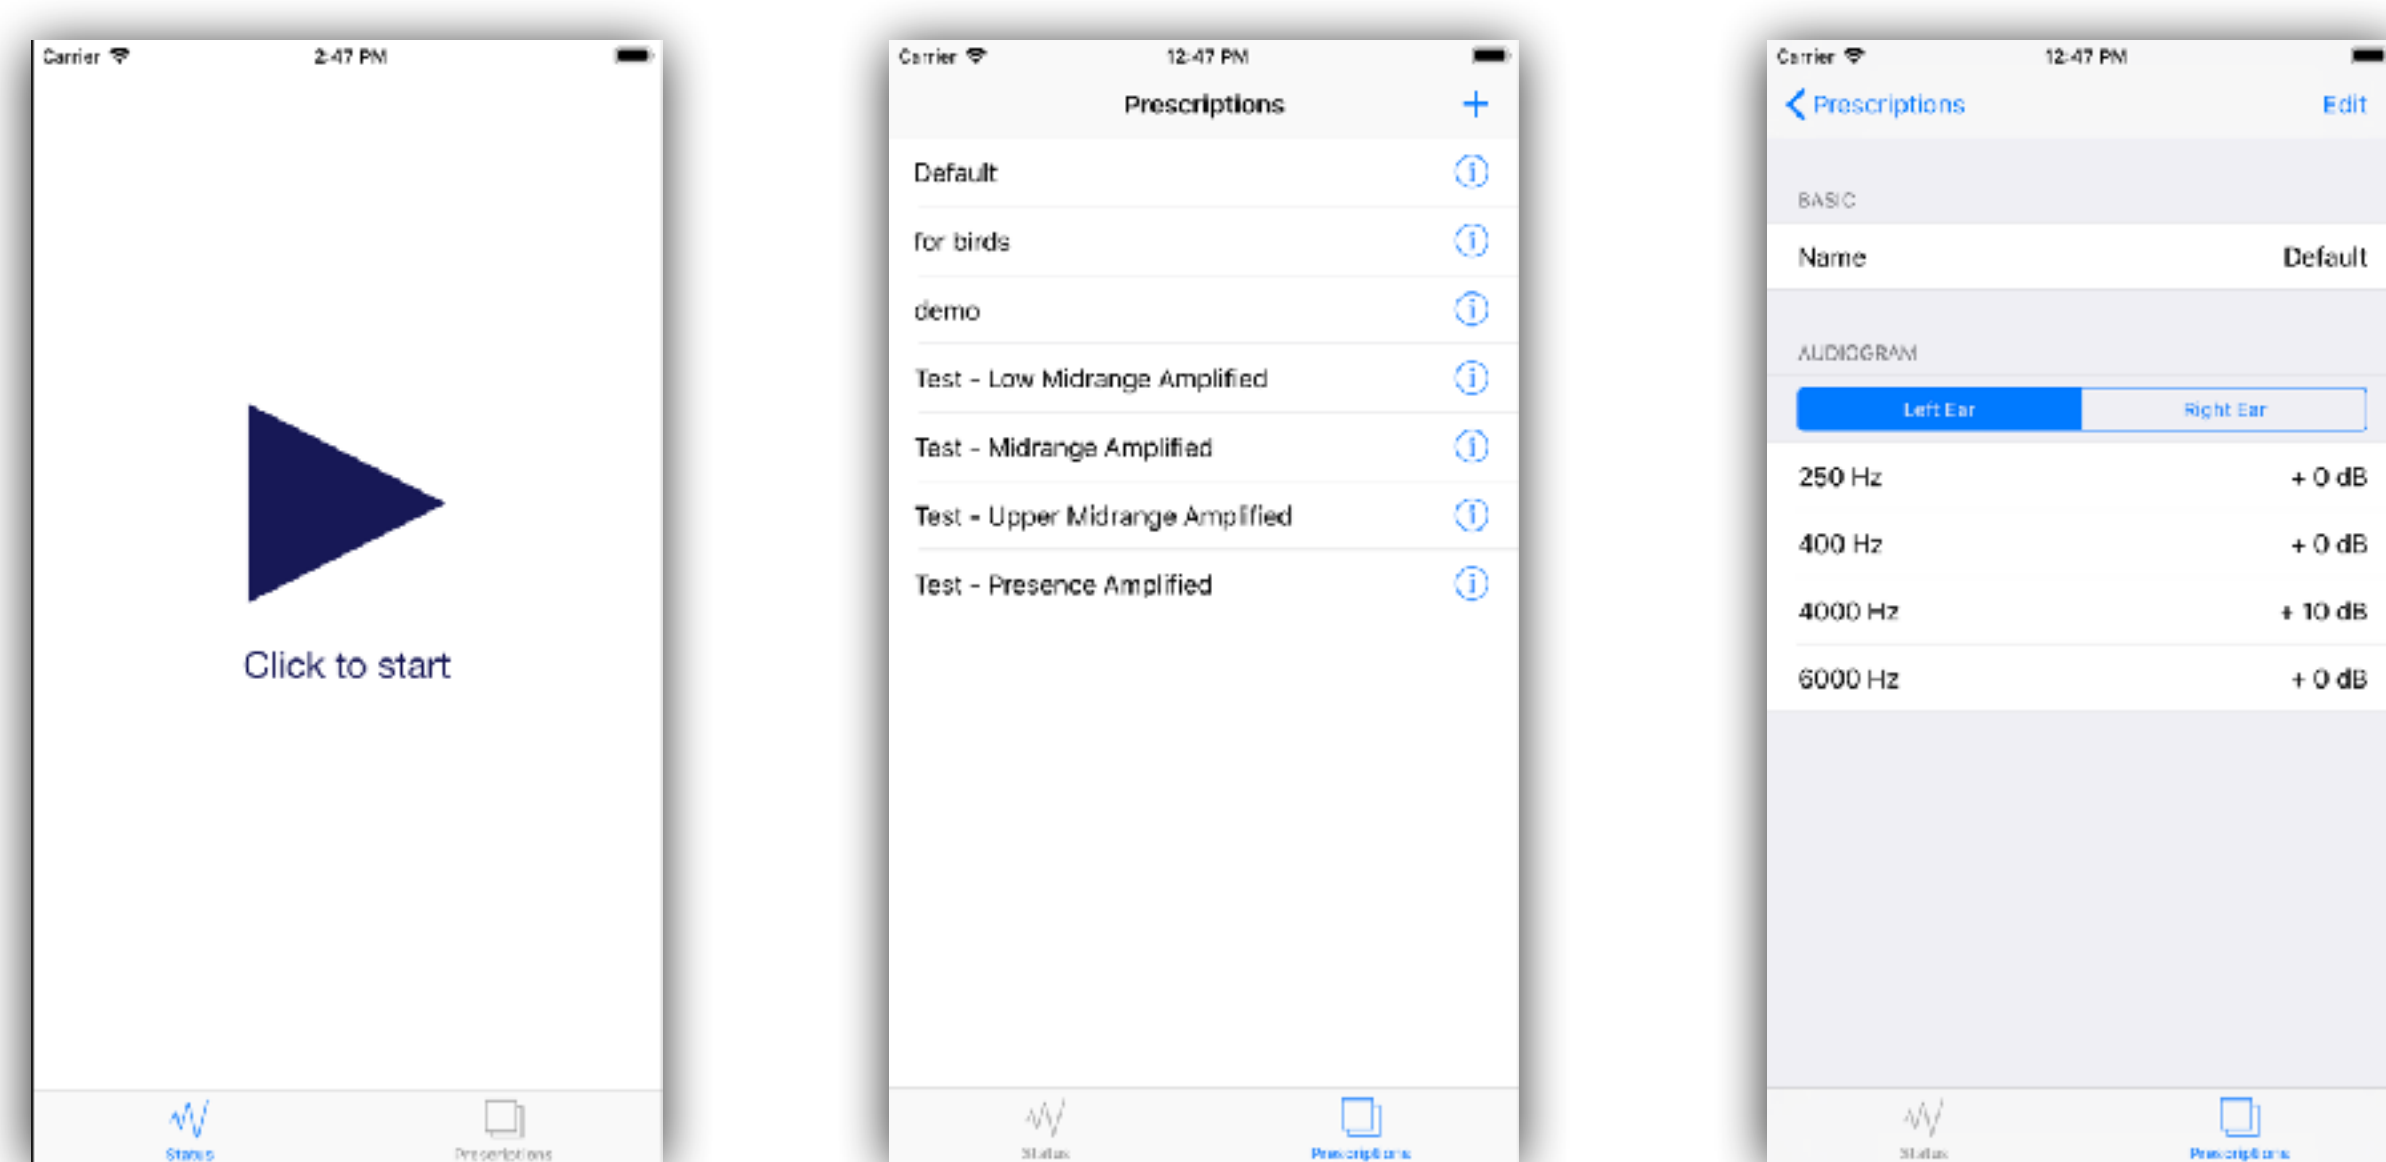 Carrier 2:47 PM
Click to start
Status Prescriptions
Carrier 12:47 PM
Prescriptions +
Default
for birds
demo
Test - Low Midrange Amplified
Test - Midrange Amplified
Test - Upper Midrange Amplified
Test - Presence Amplified
Status Prescriptions
Carrier 12:47 PM
Prescriptions Edit
BASIC
Name Default
AUDIOGRAM
Left Ear Right Ear
250 Hz + 0 dB
400 Hz + 0 dB
4000 Hz + 10 dB
6000 Hz + 0 dB
Status Prescriptions